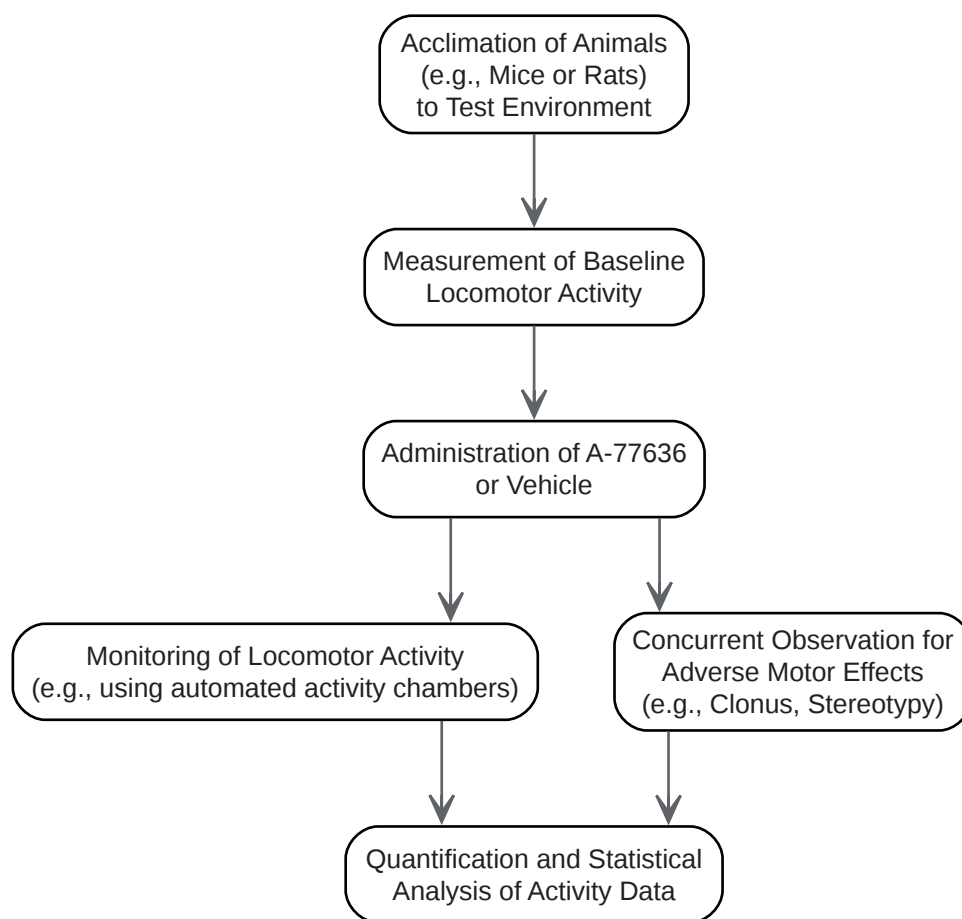 Acclimation of Animals
(e.g., Mice or Rats)
to Test Environment
Measurement of Baseline
Locomotor Activity
Administration of A-77636
or Vehicle
Monitoring of Locomotor Activity
(e.g., using automated activity chambers)
Concurrent Observation for
Adverse Motor Effects
(e.g., Clonus, Stereotypy)
Quantification and Statistical
Analysis of Activity Data